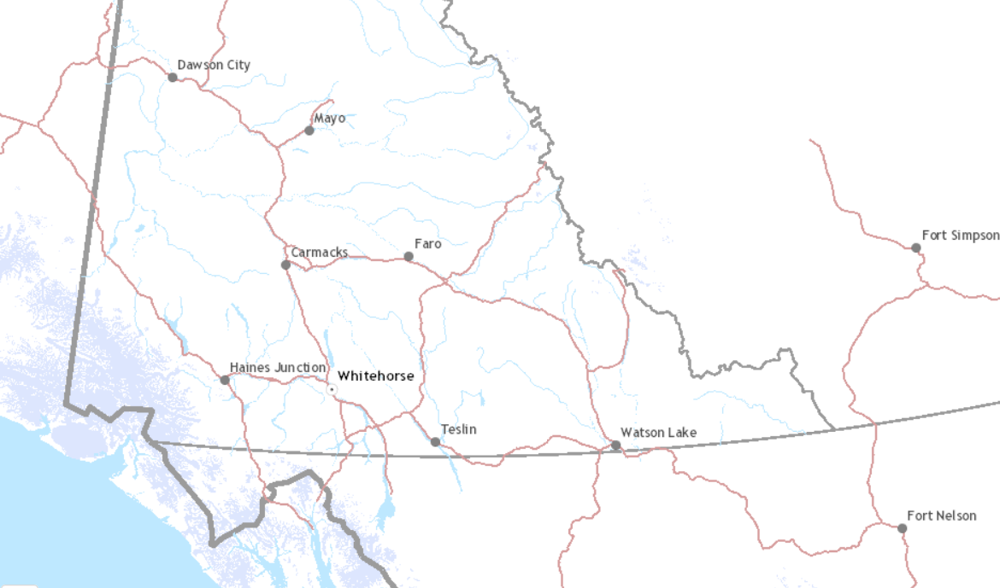 Dawson City
Mayo
Fort Simpson
Faro
Carmacks
Haines Junction
Whitehorse
Teslin
Watson Lake
Fort Nelson